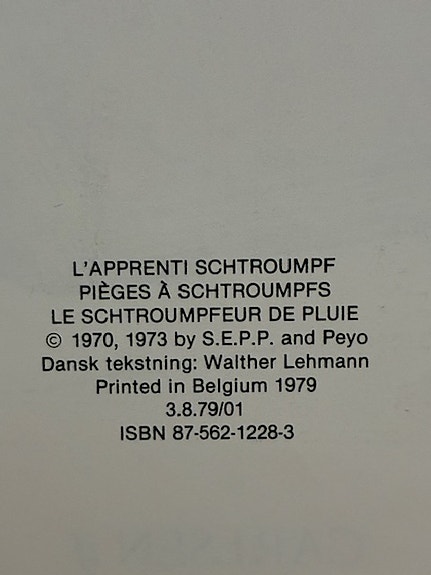 L'APPRENTI SCHTROUMPF
PIÈGES À SCHTROUMPFS
LE SCHTROUMPFEUR DE PLUIE
© 1970, 1973 by S.E.P.P. and Peyo
Dansk tekstning: Walther Lehmann
Printed in Belgium 1979
3.8.79/01
ISBN 87-562-1228-3